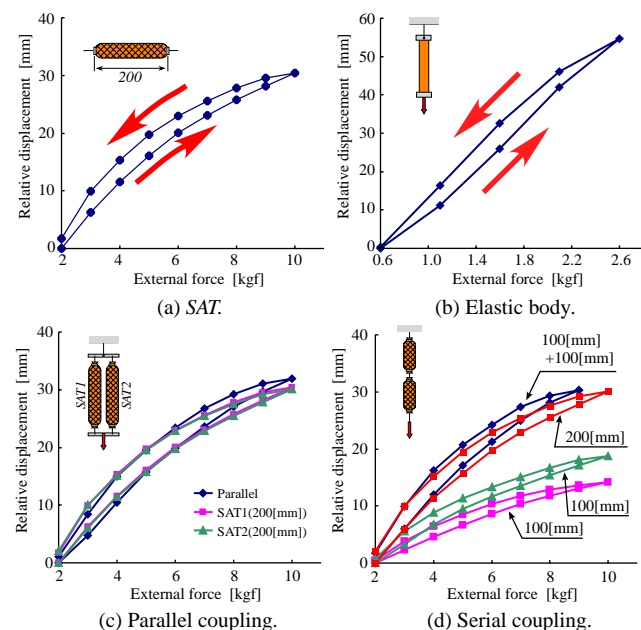 40
30
20
10
0
2
4
6
8
10
Relative displacement [mm]
External force [kgf]
200
(a) SAT.
60
50
40
30
20
10
0
0.6
1.0
1.4
1.8
2.2
2.6
Relative displacement [mm]
External force [kgf]
(b) Elastic body.
40
30
20
10
0
2
4
6
8
10
Relative displacement [mm]
External force [kgf]
SAT1
SAT2
Parallel
SAT1(200[mm])
SAT2(200[mm])
(c) Parallel coupling.
40
30
20
10
0
2
4
6
8
10
Relative displacement [mm]
External force [kgf]
100[mm]
+100[mm]
200[mm]
100[mm]
100[mm]
(d) Serial coupling.